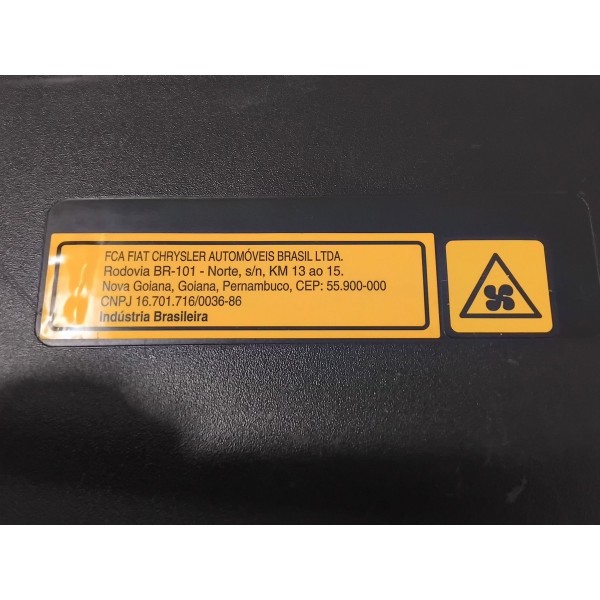 FCA FIAT CHRYSLER AUTOMÓVEIS BRASIL LTDA.
Rodovia BR-101 - Norte, s/n, KM 13 ao 15.
Nova Goiana, Goiana, Pernambuco, CEP: 55.900-000
CNPJ 16.701.716/0036-86
Indústria Brasileira